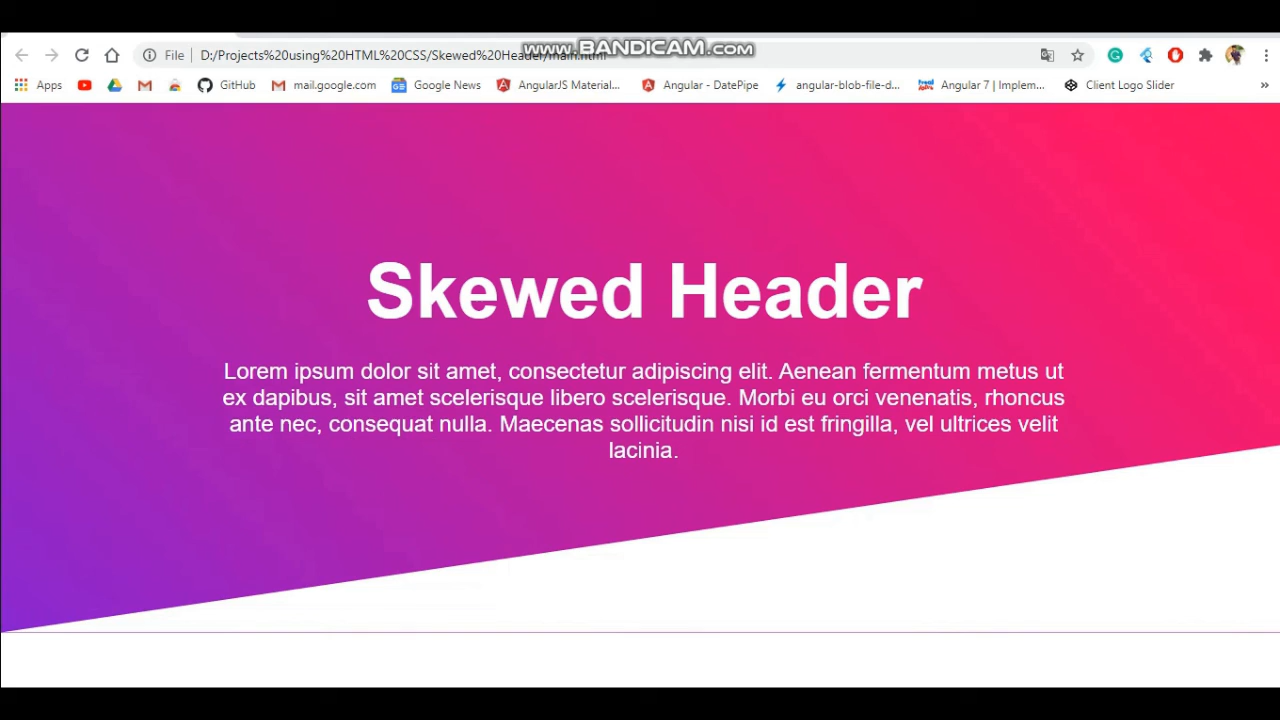 www.BANDICAM.com
File D:/Projects%20using%20HTML%20CSS/Skewed%20Header/main.html
Apps GitHub mail.google.com Google News AngularJS Material... Angular - DatePipe angular-blob-file-d... Angular 7 | Implem... Client Logo Slider »
Skewed Header
Lorem ipsum dolor sit amet, consectetur adipiscing elit. Aenean fermentum metus ut
ex dapibus, sit amet scelerisque libero scelerisque. Morbi eu orci venenatis, rhoncus
ante nec, consequat nulla. Maecenas sollicitudin nisi id est fringilla, vel ultrices velit
lacinia.